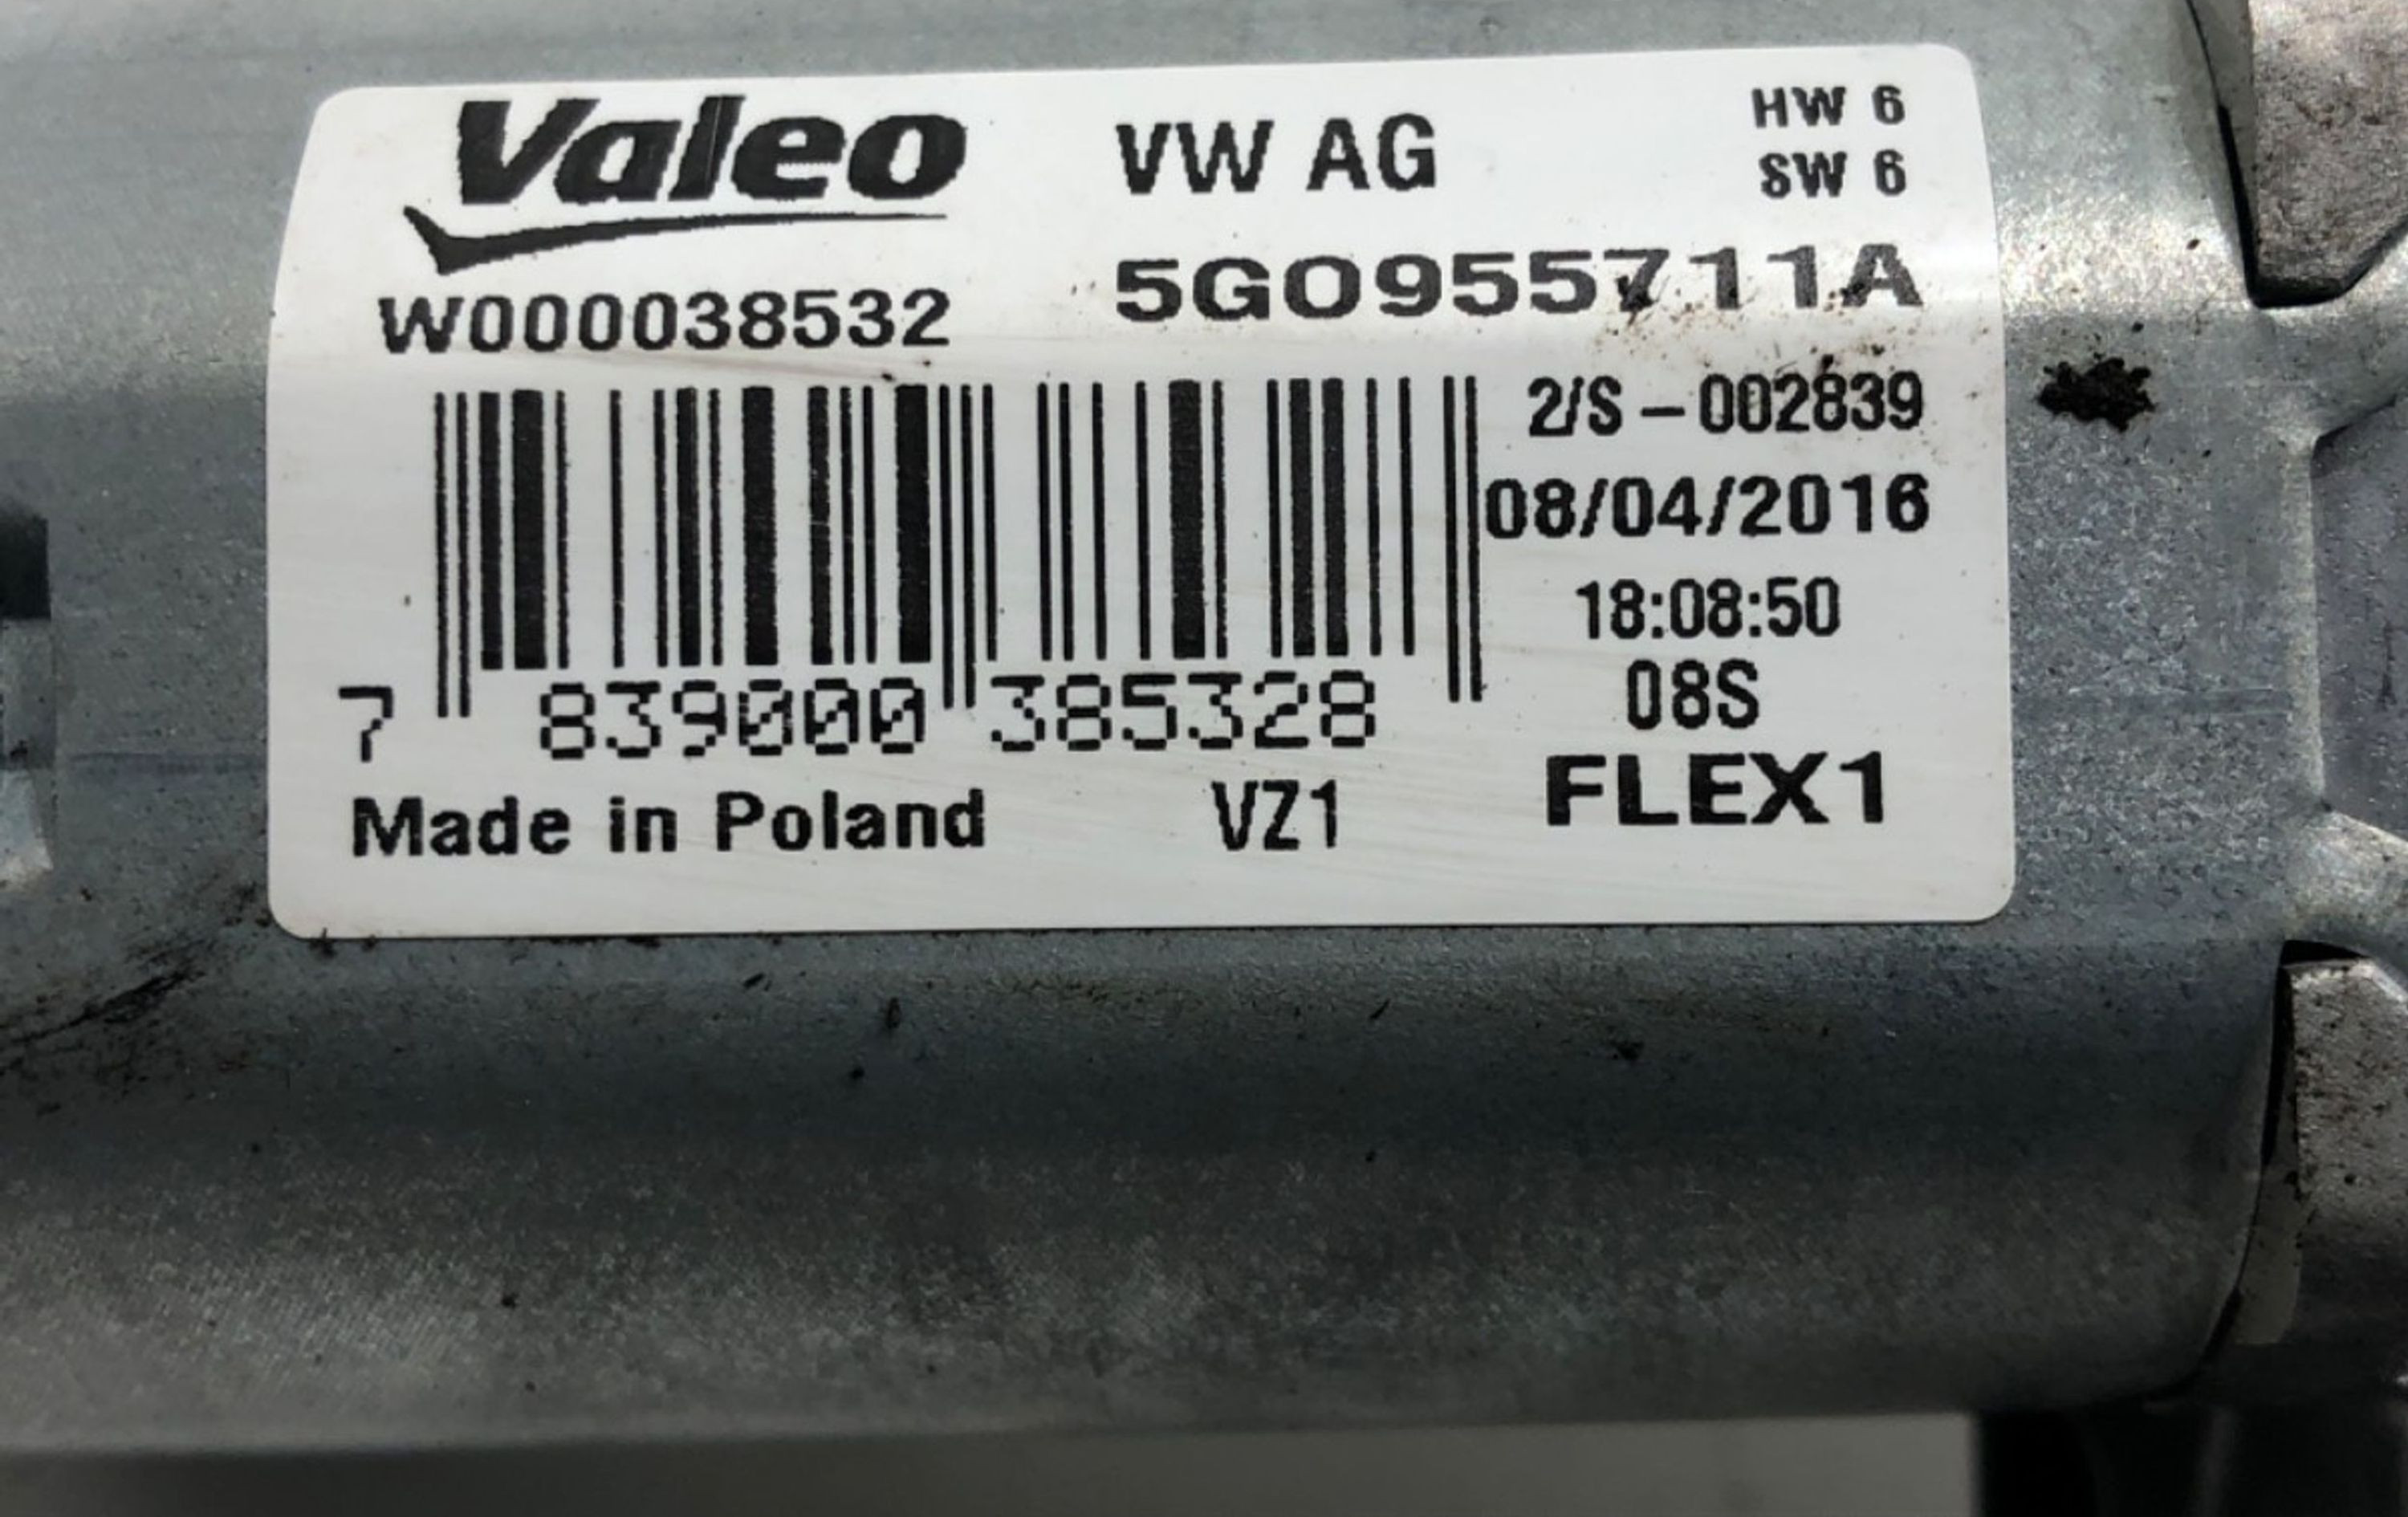 Valeo
VW AG
HW 6
SW 6
W000038532
5G0955711A
2/S – 002839
08/04/2016
18:08:50
08S
7 839000 385328
Made in Poland
VZ1
FLEX1